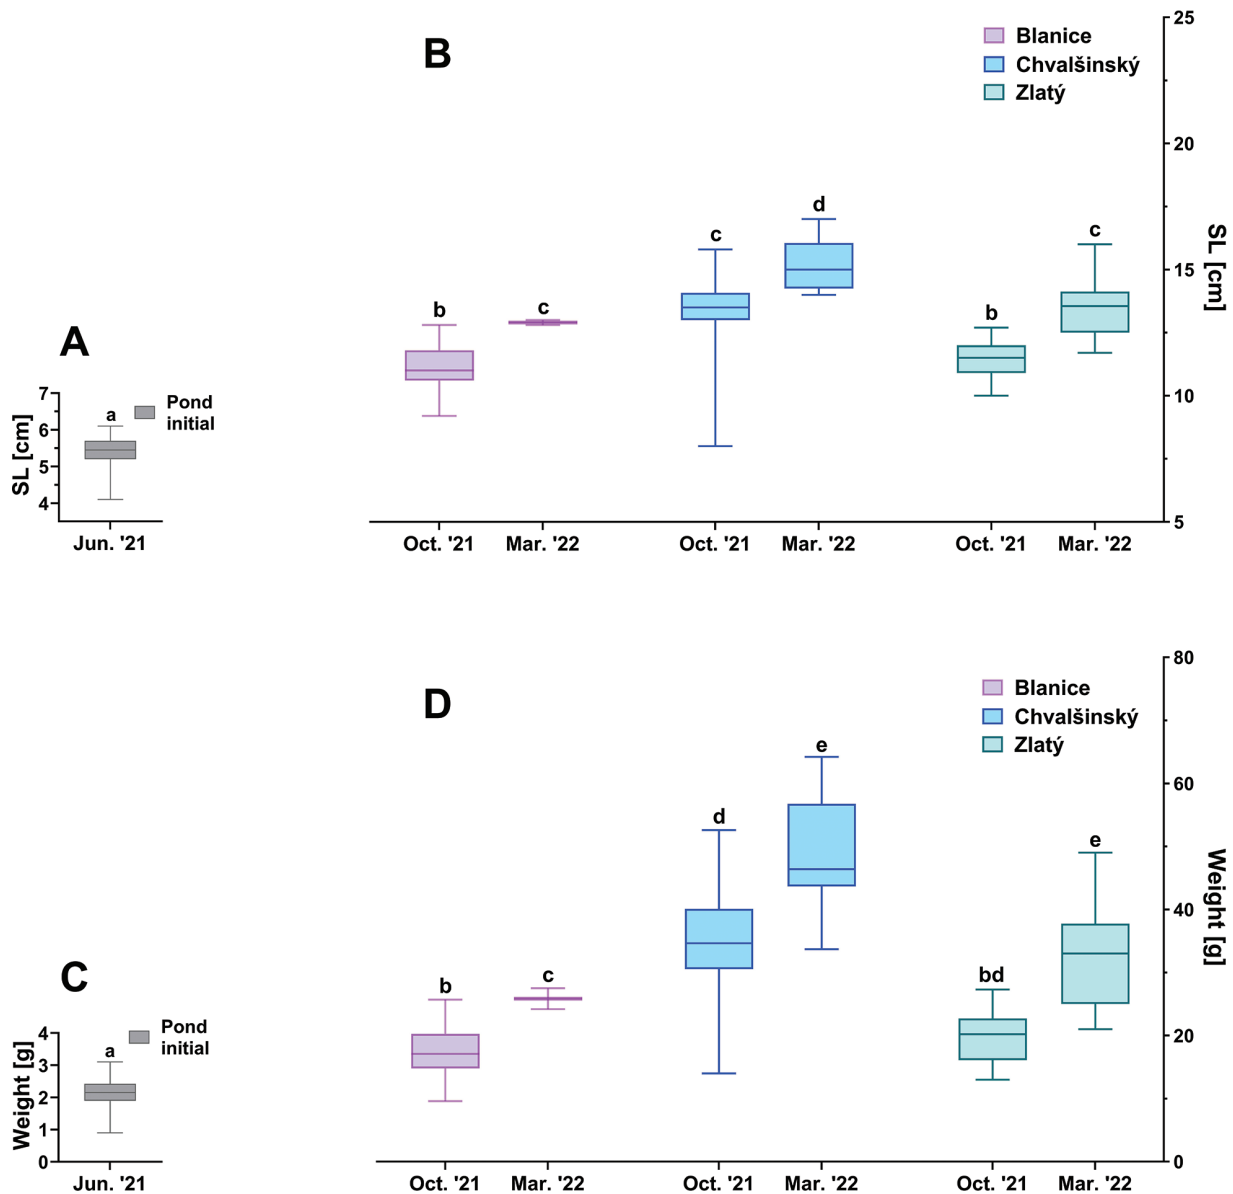 B
Blanice
Chvalšinský
Zlatý
25
20
15
10
5
SL [cm]
b
c
c
d
b
c
Oct. '21
Mar. '22
Oct. '21
Mar. '22
Oct. '21
Mar. '22
A
7
6
5
4
SL [cm]
a
Pond
initial
Jun. '21
D
Blanice
Chvalšinský
Zlatý
80
60
40
20
0
Weight [g]
b
c
d
e
bd
e
Oct. '21
Mar. '22
Oct. '21
Mar. '22
Oct. '21
Mar. '22
C
4
3
2
1
0
Weight [g]
a
Pond
initial
Jun. '21